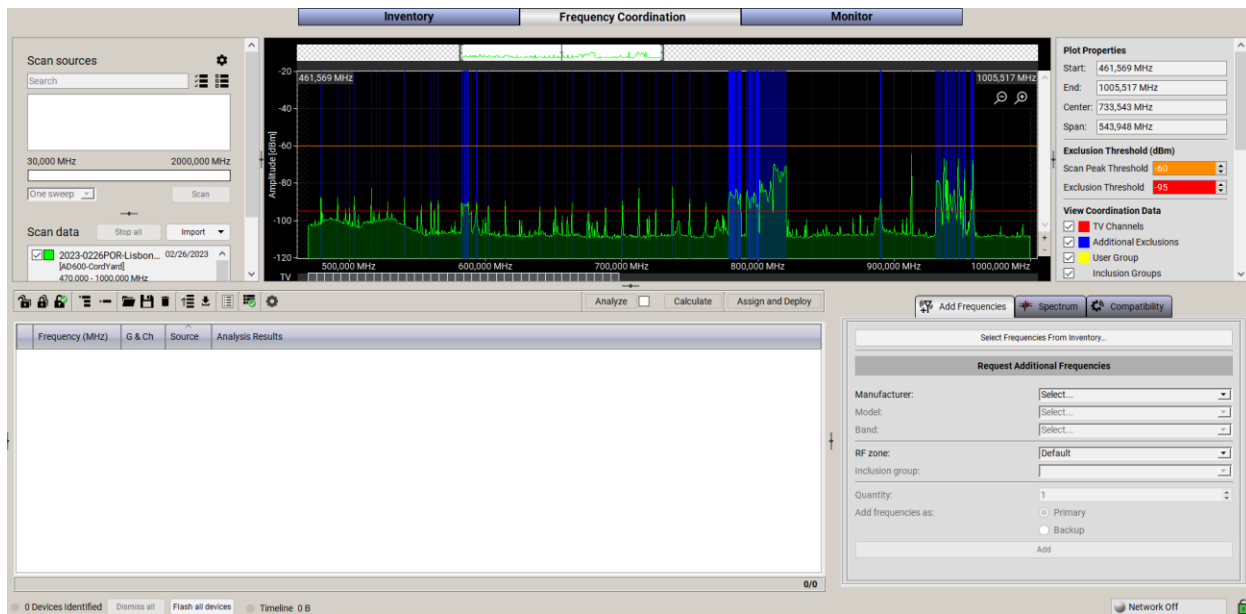 Inventory
Frequency Coordination
Monitor
Scan sources
Search
30,000 MHz 2000,000 MHz
One sweep Scan
Scan data Stop all Import
2023-0226POR-Lisbon... 02/26/2023
[AD600-CordYard]
470.000 - 1000.000 MHz
461,569 MHz 1005,517 MHz
Amplitude [dBm]
-20
-40
-60
-80
-100
-120
500,000 MHz 600,000 MHz 700,000 MHz 800,000 MHz 900,000 MHz 1000,000 MHz
TV
+
-
Plot Properties
Start: 461,569 MHz
End: 1005,517 MHz
Center: 733,543 MHz
Span: 543,948 MHz
Exclusion Threshold (dBm)
Scan Peak Threshold -60
Exclusion Threshold -95
View Coordination Data
TV Channels
Additional Exclusions
User Group
Inclusion Groups
Analyze Calculate Assign and Deploy
Frequency (MHz) G & Ch Source Analysis Results
0/0
Add Frequencies Spectrum Compatibility
Select Frequencies From Inventory...
Request Additional Frequencies
Manufacturer: Select...
Model: Select...
Band: Select...
RF zone: Default
Inclusion group:
Quantity: 1
Add frequencies as: Primary
Backup
Add
0 Devices Identified Dismiss all Flash all devices Timeline 0 B Network Off